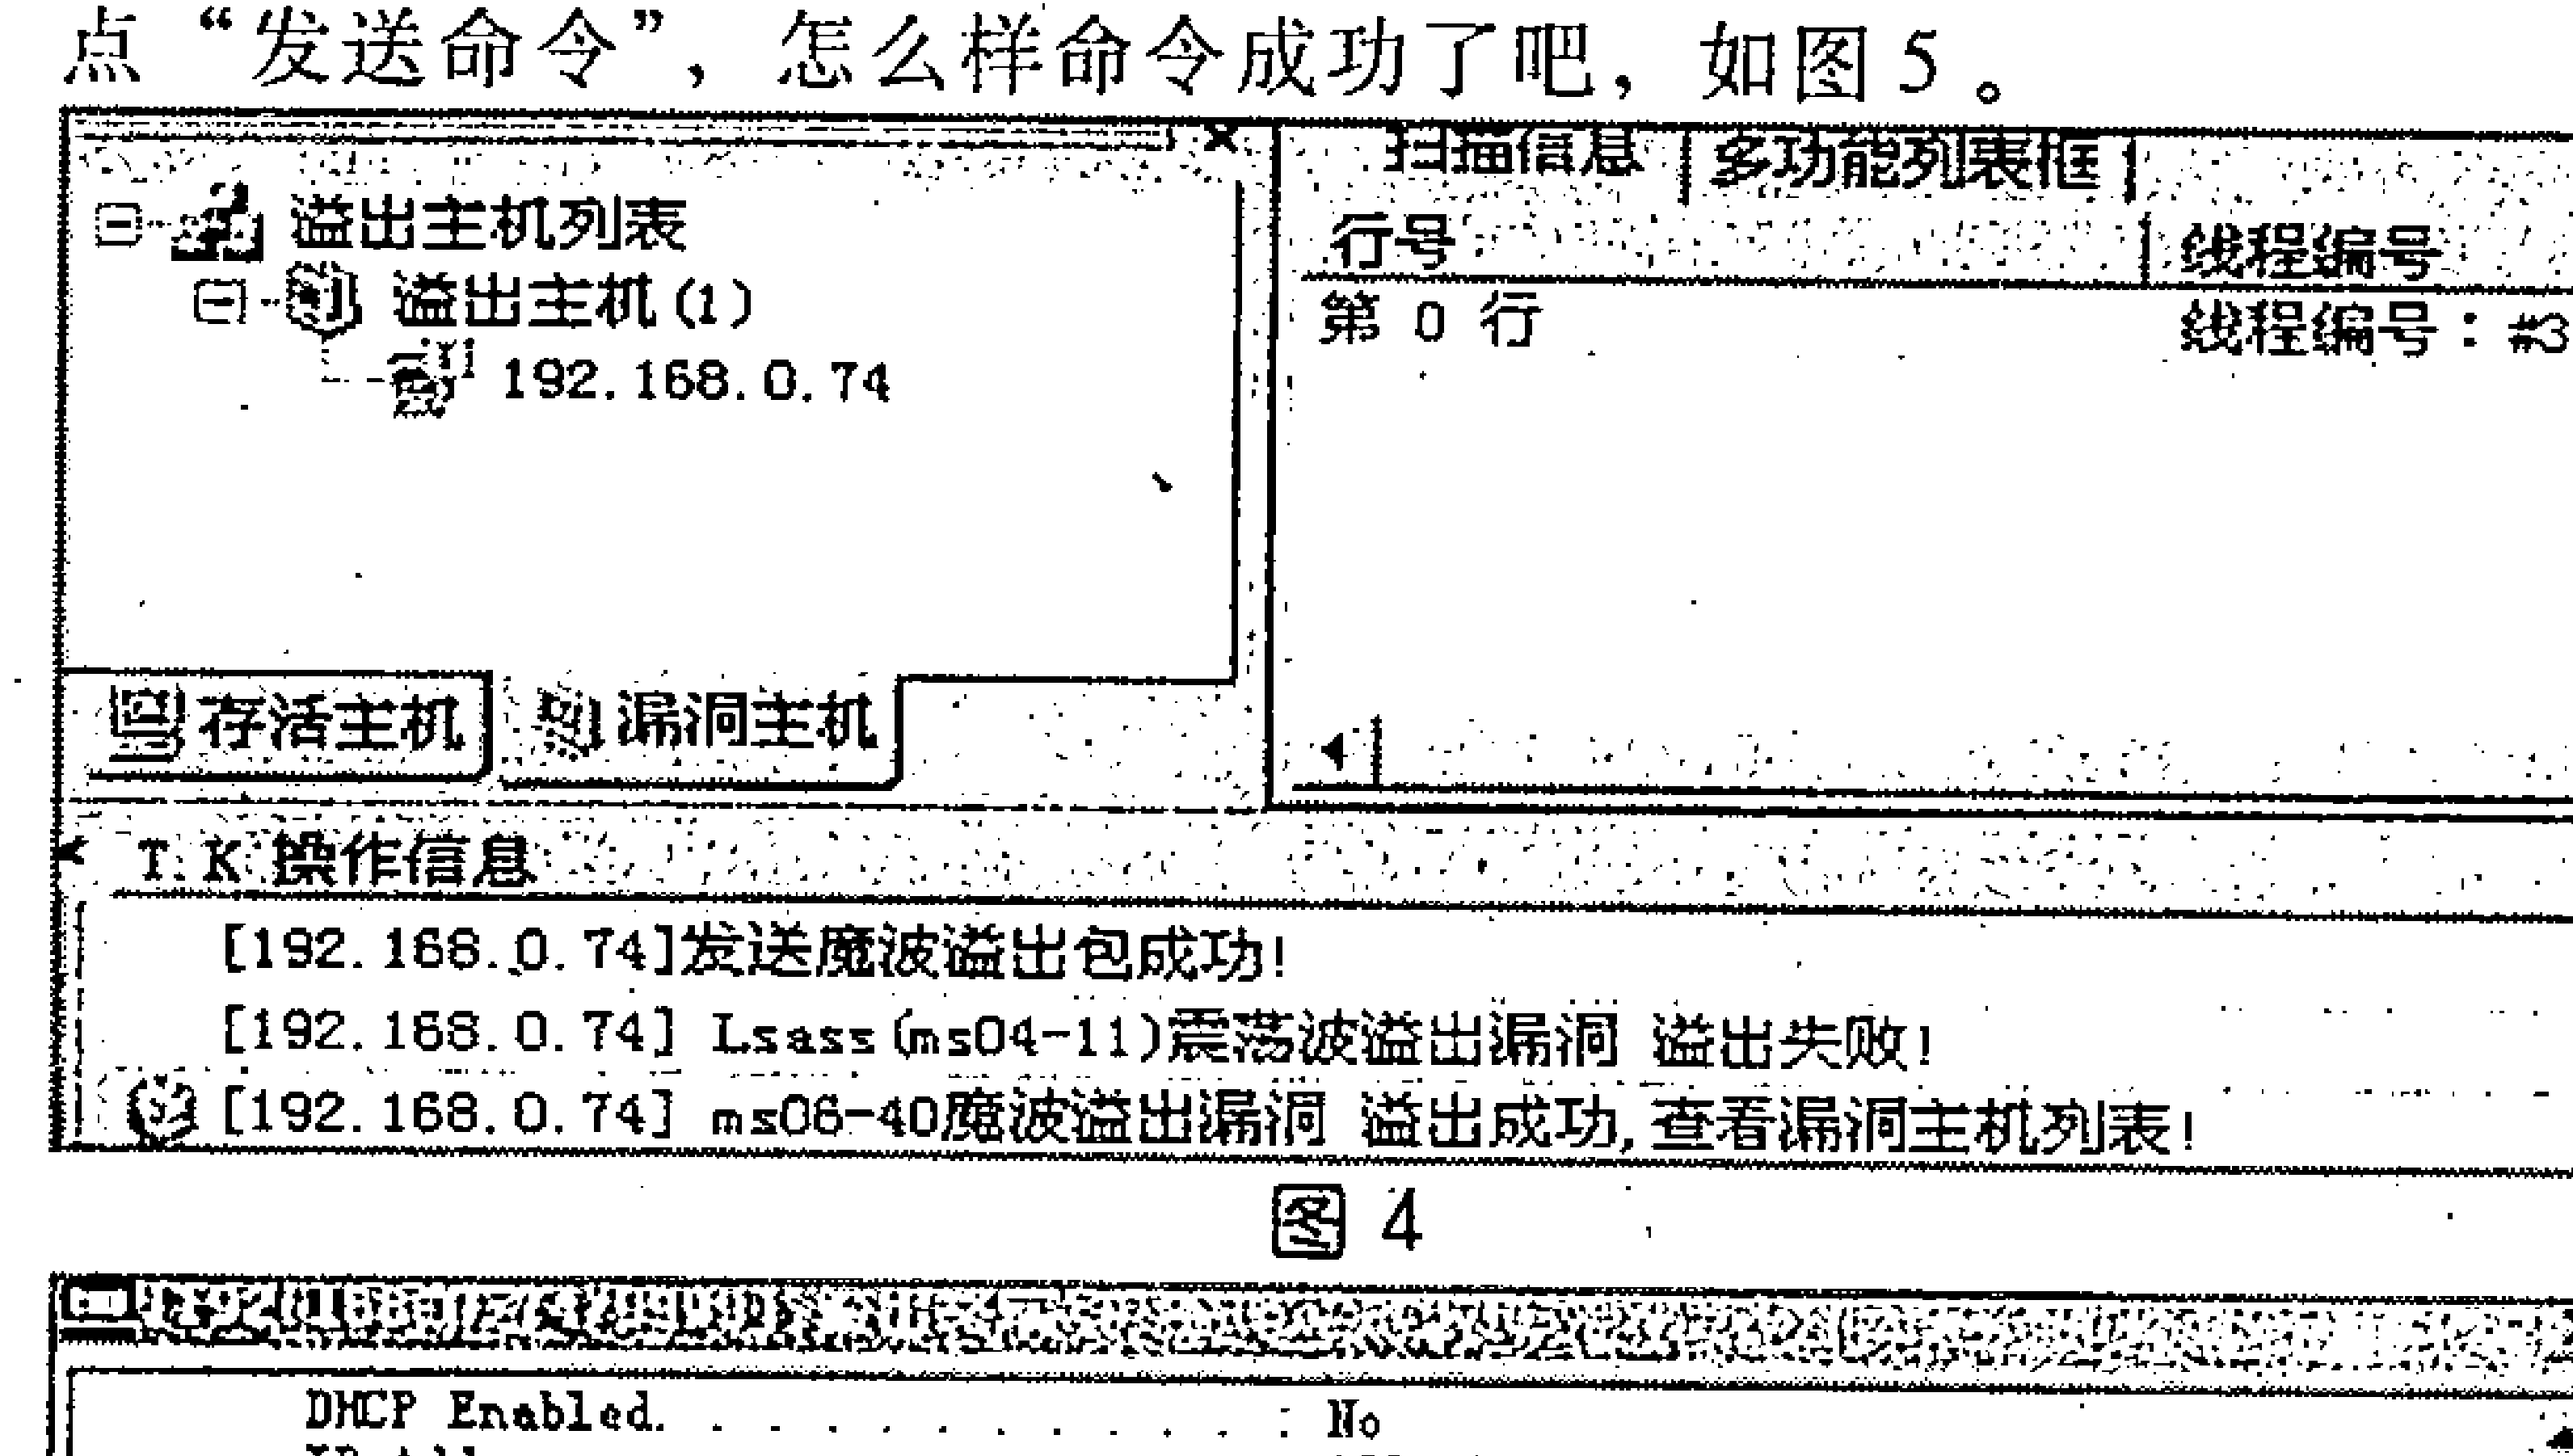 点“发送命令”，怎么样命令成功了吧，如图5。
扫描信息 多功能列表框
溢出主机列表
行号 线程编号
溢出主机(1)
第 0 行 线程编号：#3
192.168.0.74
存活主机 漏洞主机
T K 操作信息
[192.168.0.74]发送魔波溢出包成功!
[192.168.0.74] Lsass(ms04-11)震荡波溢出漏洞 溢出失败!
[192.168.0.74] ms06-40魔波溢出漏洞 溢出成功,查看漏洞主机列表!
图 4
DHCP Enabled. . . . . . . . . . . : No